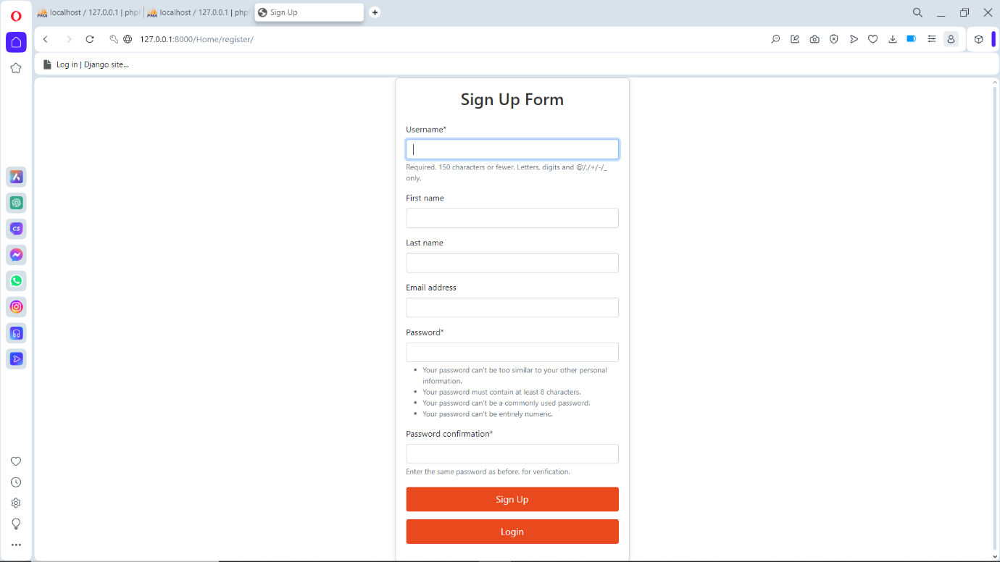 localhost / 127.0.0.1 | php
localhost / 127.0.0.1 | php
Sign Up
127.0.0.1:8000/Home/register/
Log in | Django site...
Sign Up Form
Username*
Required. 150 characters or fewer. Letters, digits and @/./+/-/_
only.
First name
Last name
Email address
Password*
• Your password can't be too similar to your other personal
information.
• Your password must contain at least 8 characters.
• Your password can't be a commonly used password.
• Your password can't be entirely numeric.
Password confirmation*
Enter the same password as before, for verification.
Sign Up
Login